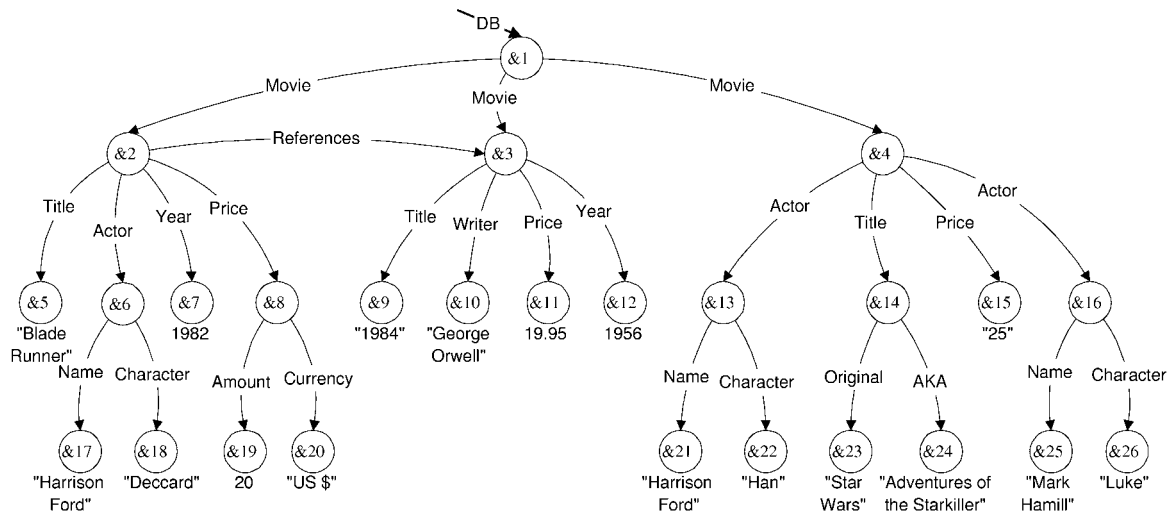 DB
&1
Movie
Movie
Movie
References
&2
&3
&4
Title
Actor
Year
Price
Title
Writer
Price
Year
Actor
Title
Price
Actor
&5
&6
&7
&8
&9
&10
&11
&12
&13
&14
&15
&16
"Blade
Runner"
1982
"1984"
"George
Orwell"
19.95
1956
"25"
Name
Character
Amount
Currency
Name
Character
Original
AKA
Name
Character
&17
&18
&19
&20
&21
&22
&23
&24
&25
&26
"Harrison
Ford"
"Deccard"
20
"US $"
"Harrison
Ford"
"Han"
"Star
Wars"
"Adventures of
the Starkiller"
"Mark
Hamill"
"Luke"